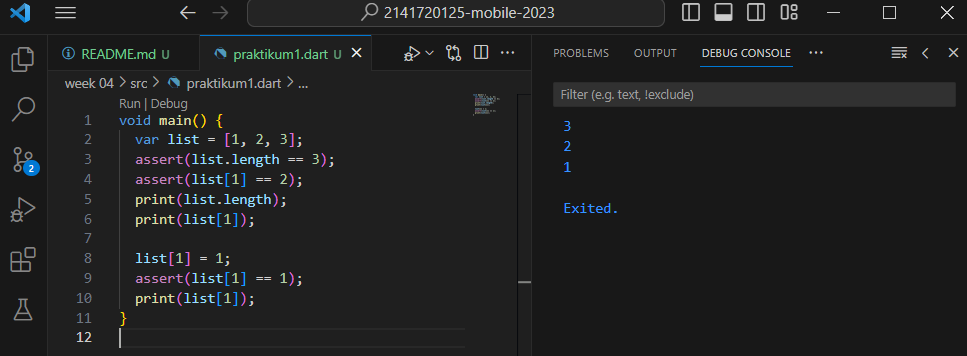 2141720125-mobile-2023
README.md U
praktikum1.dart U
week 04 > src > praktikum1.dart > ...
Run | Debug
1 void main() {
2 var list = [1, 2, 3];
3 assert(list.length == 3);
4 assert(list[1] == 2);
5 print(list.length);
6 print(list[1]);
7
8 list[1] = 1;
9 assert(list[1] == 1);
10 print(list[1]);
11 }
12
2
PROBLEMS OUTPUT DEBUG CONSOLE ...
Filter (e.g. text, !exclude)
3
2
1
Exited.